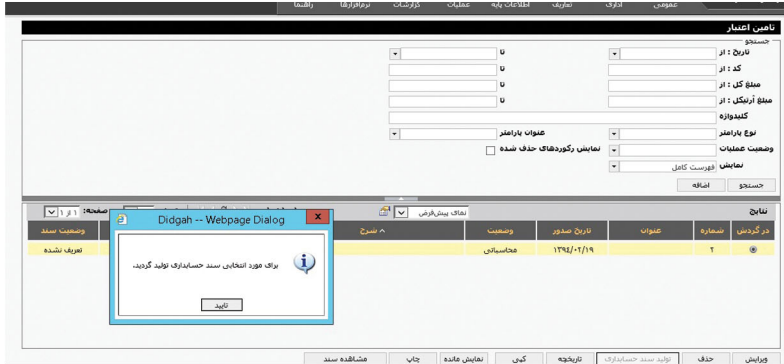 عمومی اداری تعاریف اطلاعات پایه عملیات گزارشات نرم‌افزارها راهنما
تامین اعتبار
جستجو
تاریخ : از تا
کد : از تا
مبلغ کل : از تا
مبلغ آرتیکل : از تا
کلیدواژه
نوع پارامتر عنوان پارامتر
وضعیت عملیات نمایش رکوردهای حذف شده
نمایش فهرست کامل
جستجو اضافه
نتایج نمای پیش‌فرض صفحه: ۱ از ۱
در گردش شماره عنوان تاریخ صدور وضعیت شرح وضعیت سند
۲ ۱۳۹٤/۰۲/۱۹ محاسباتی تعریف نشده
Didgah -- Webpage Dialog
برای مورد انتخابی سند حسابداری تولید گردید.
تایید
ویرایش حذف تولید سند حسابداری تاریخچه کپی نمایش مانده چاپ مشاهده سند